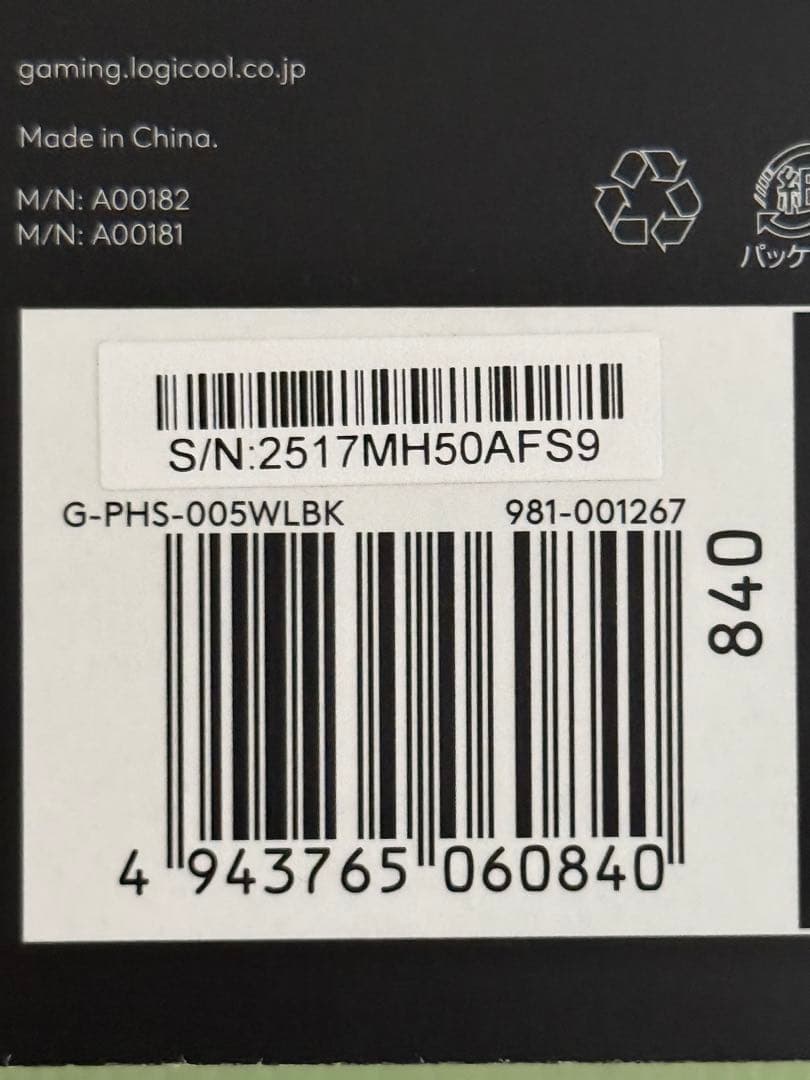 gaming.logicool.co.jp
Made in China.
M/N: A00182
M/N: A00181
紙
パッケ
S/N:2517MH50AFS9
G-PHS-005WLBK 981-001267
840
4 943765 060840